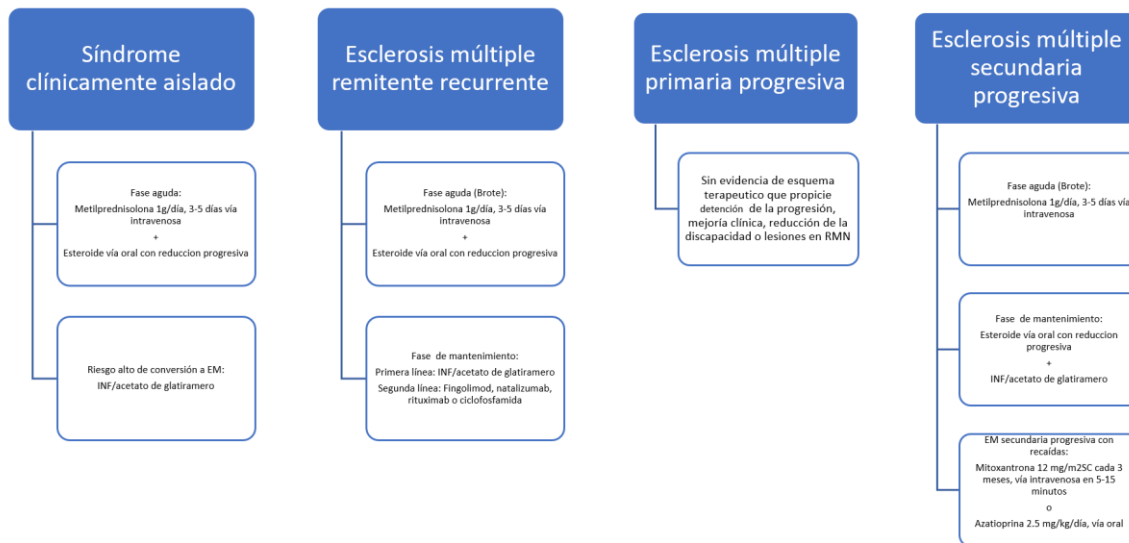 Síndrome
clínicamente aislado
Fase aguda:
Metilprednisolona 1g/día, 3-5 días vía
intravenosa
+
Esteroide vía oral con reduccion progresiva
Riesgo alto de conversión a EM:
INF/acetato de glatiramero
Esclerosis múltiple
remitente recurrente
Fase aguda (Brote):
Metilprednisolona 1g/día, 3-5 días vía
intravenosa
+
Esteroide vía oral con reduccion progresiva
Fase de mantenimiento:
Primera línea: INF/acetato de glatiramero
Segunda línea: Fingolimod, natalizumab,
rituximab o ciclofosfamida
Esclerosis múltiple
primaria progresiva
Sin evidencia de esquema
terapeutico que propicie
detención de la progresión,
mejoría clínica, reducción de la
discapacidad o lesiones en RMN
Esclerosis múltiple
secundaria
progresiva
Fase aguda (Brote):
Metilprednisolona 1g/día, 3-5 días vía
intravenosa
Fase de mantenimiento:
Esteroide vía oral con reduccion
progresiva
+
INF/acetato de glatiramero
EM secundaria progresiva con
recaídas:
Mitoxantrona 12 mg/m2SC cada 3
meses, vía intravenosa en 5-15
minutos
o
Azatioprina 2.5 mg/kg/día, vía oral